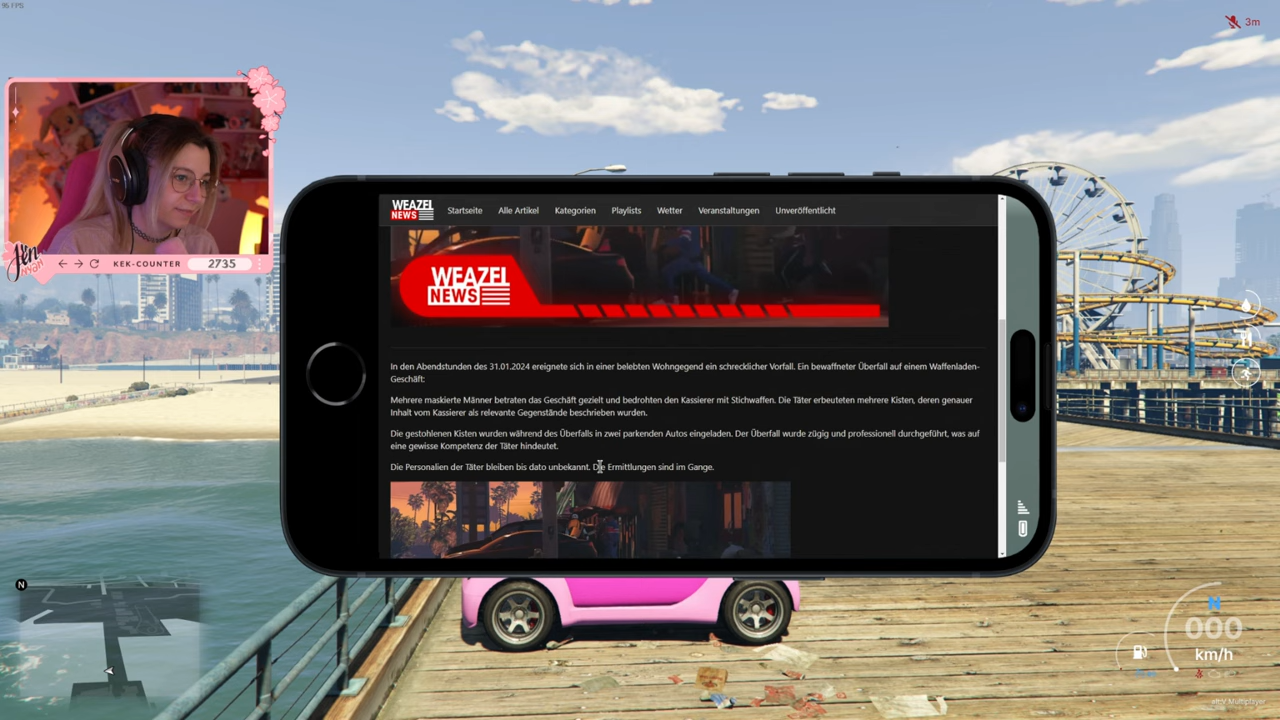 96 FPS
3m
WEAZEL
NEWS
Startseite Alle Artikel Kategorien Playlists Wetter Veranstaltungen Unveröffentlicht
WEAZEL
NEWS
KEK-COUNTER 2735
In den Abendstunden des 31.01.2024 ereignete sich in einer belebten Wohngegend ein schrecklicher Vorfall. Ein bewaffneter Überfall auf einem Waffenladen-
Geschäft:
Mehrere maskierte Männer betraten das Geschäft gezielt und bedrohten den Kassierer mit Stichwaffen. Die Täter erbeuteten mehrere Kisten, deren genauer
Inhalt vom Kassierer als relevante Gegenstände beschrieben wurden.
Die gestohlenen Kisten wurden während des Überfalls in zwei parkenden Autos eingeladen. Der Überfall wurde zügig und professionell durchgeführt, was auf
eine gewisse Kompetenz der Täter hindeutet.
Die Personalien der Täter bleiben bis dato unbekannt. Die Ermittlungen sind im Gange.
N
N
000
km/h
alt:V Multiplayer